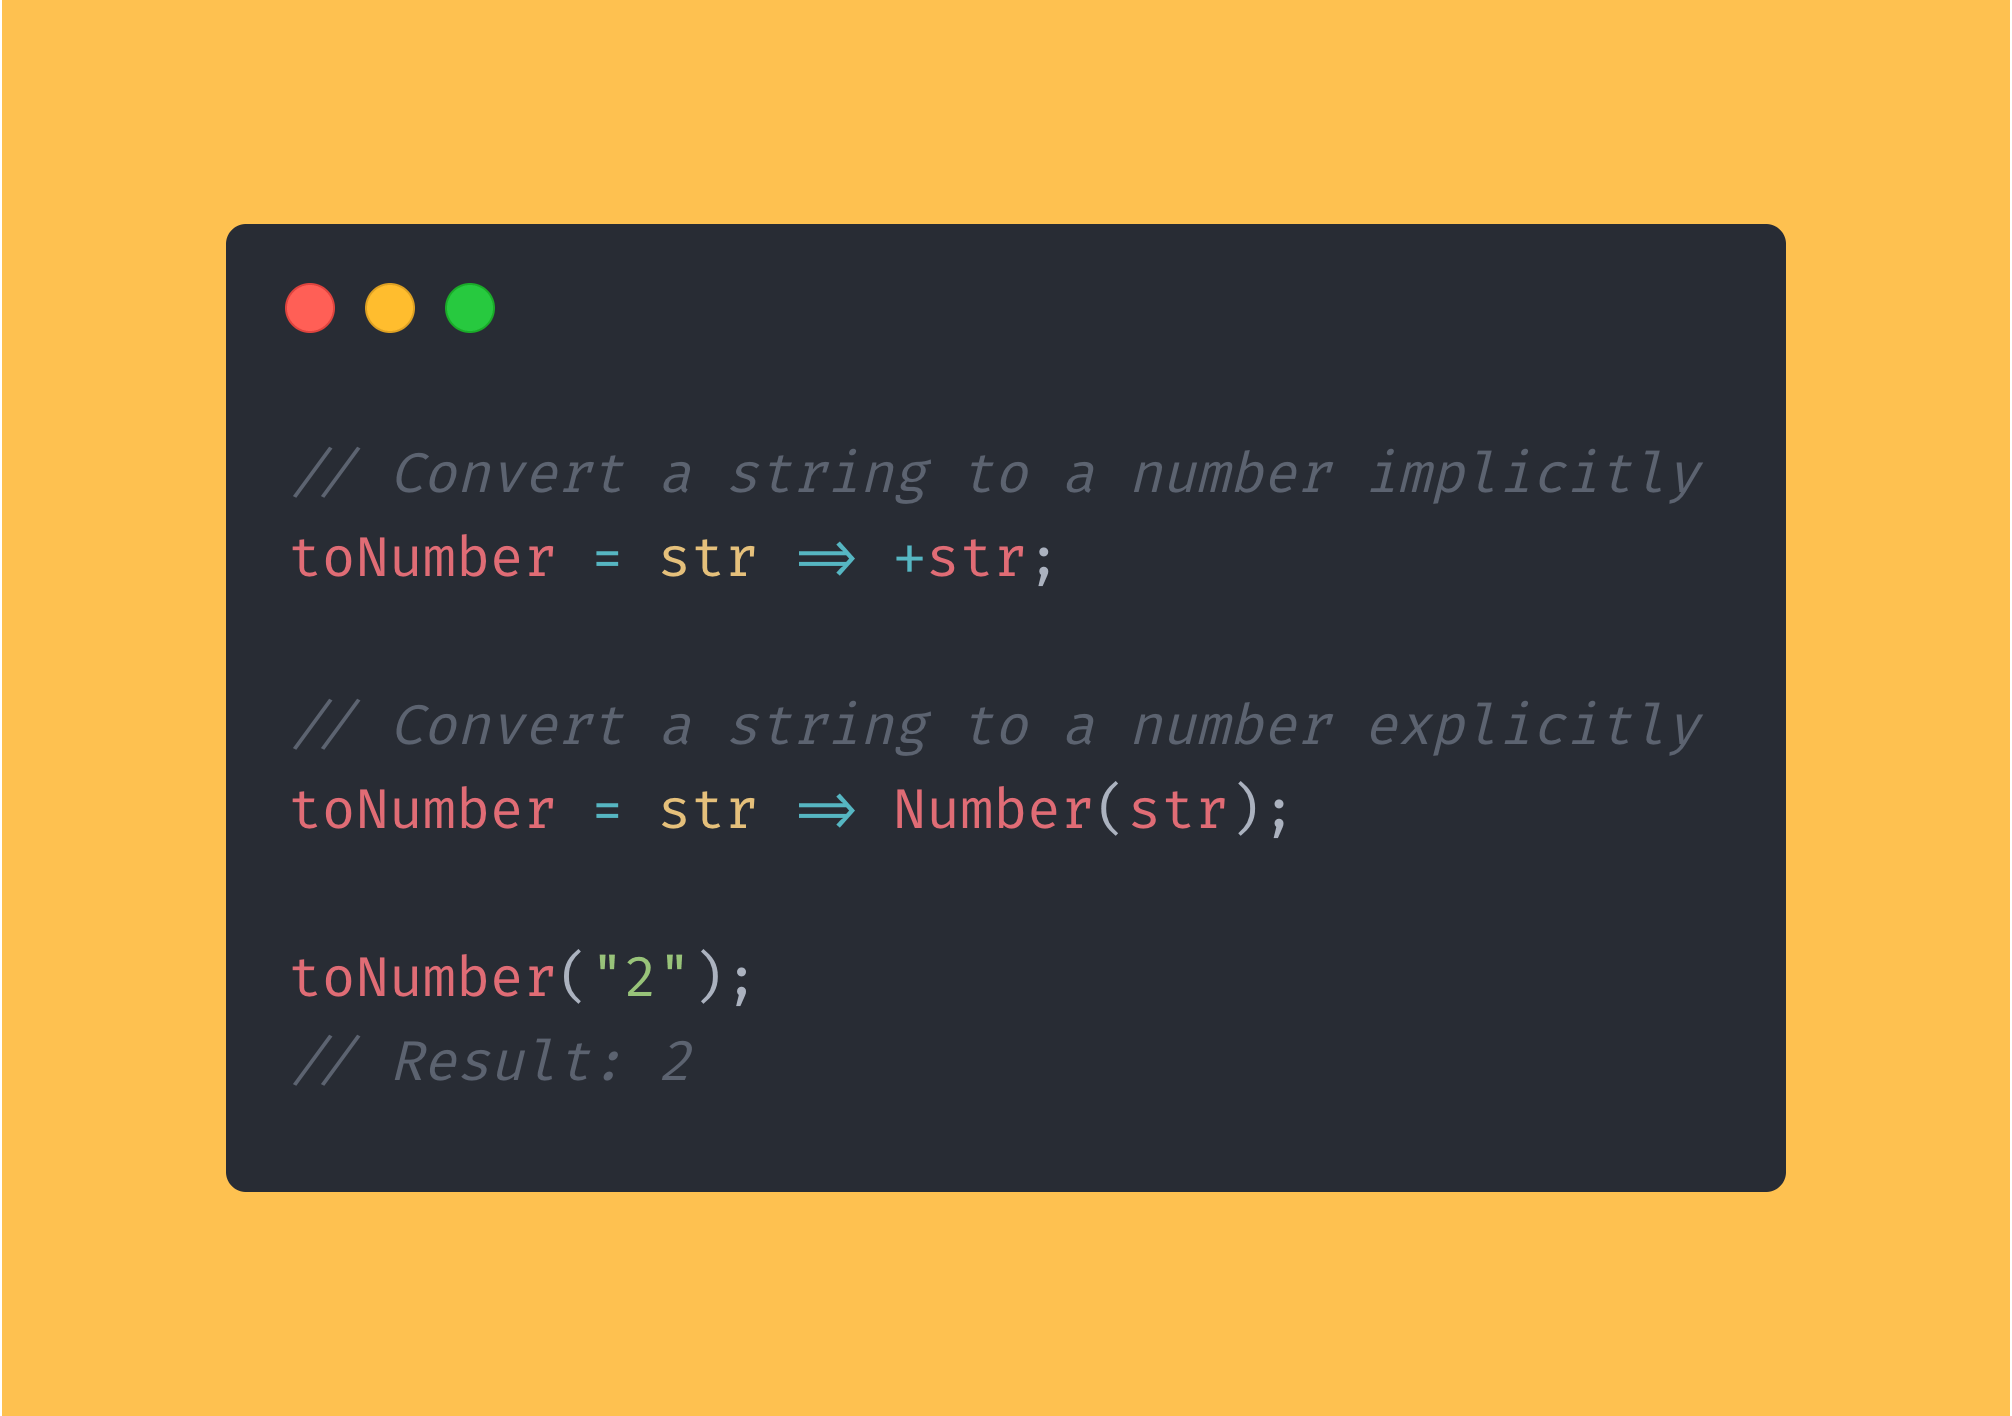 // Convert a string to a number implicitly
toNumber = str => +str;
// Convert a string to a number explicitly
toNumber = str => Number(str);
toNumber("2");
// Result: 2